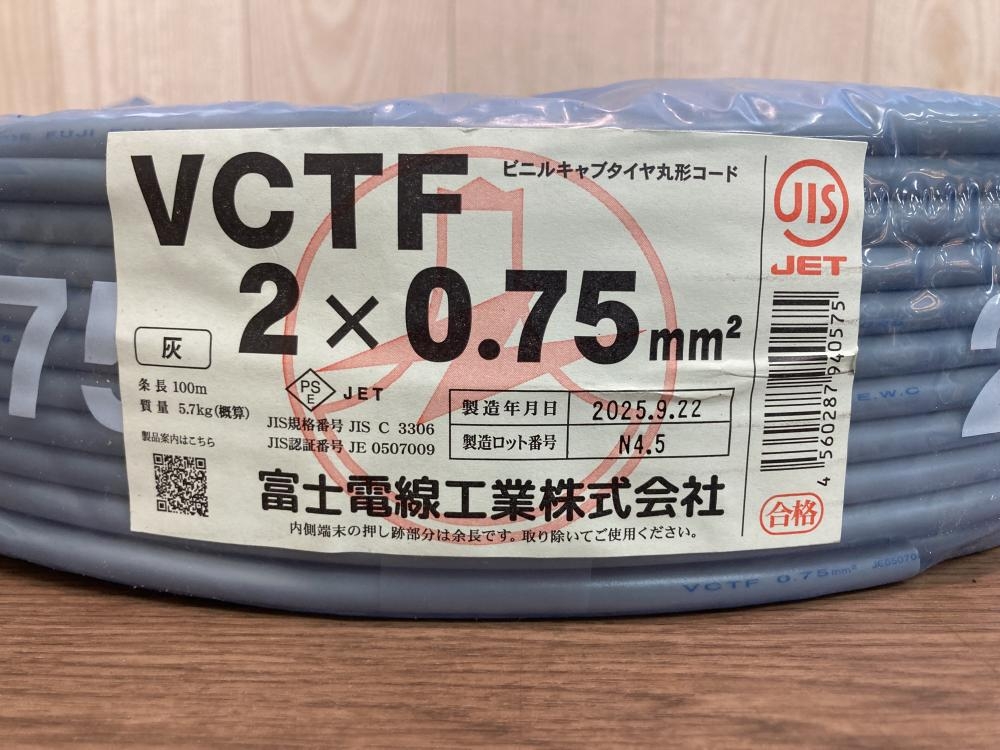 FUJI
VCTF
ビニルキャブタイヤ丸形コード
2×0.75mm²
灰
条長 100m
質量 5.7kg(概算)
製品案内はこちら
PS
E
JET
JIS規格番号 JIS C 3306
JIS認証番号 JE 0507009
製造年月日 2025.9.22
製造ロット番号 N4.5
富士電線工業株式会社
内側端末の押し跡部分は余長です。取り除いてご使用ください。
JIS
JET
4 560287 940575
合格
75
2
E.W.C
VCTF 0.75mm²